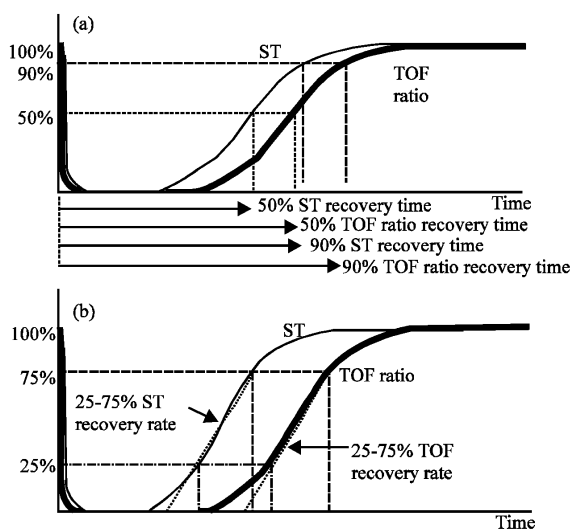 (a)
100%
90%
50%
ST
TOF
ratio
Time
50% ST recovery time
50% TOF ratio recovery time
90% ST recovery time
90% TOF ratio recovery time
(b)
100%
75%
25%
ST
TOF ratio
25-75% ST
recovery rate
25-75% TOF
recovery rate
Time